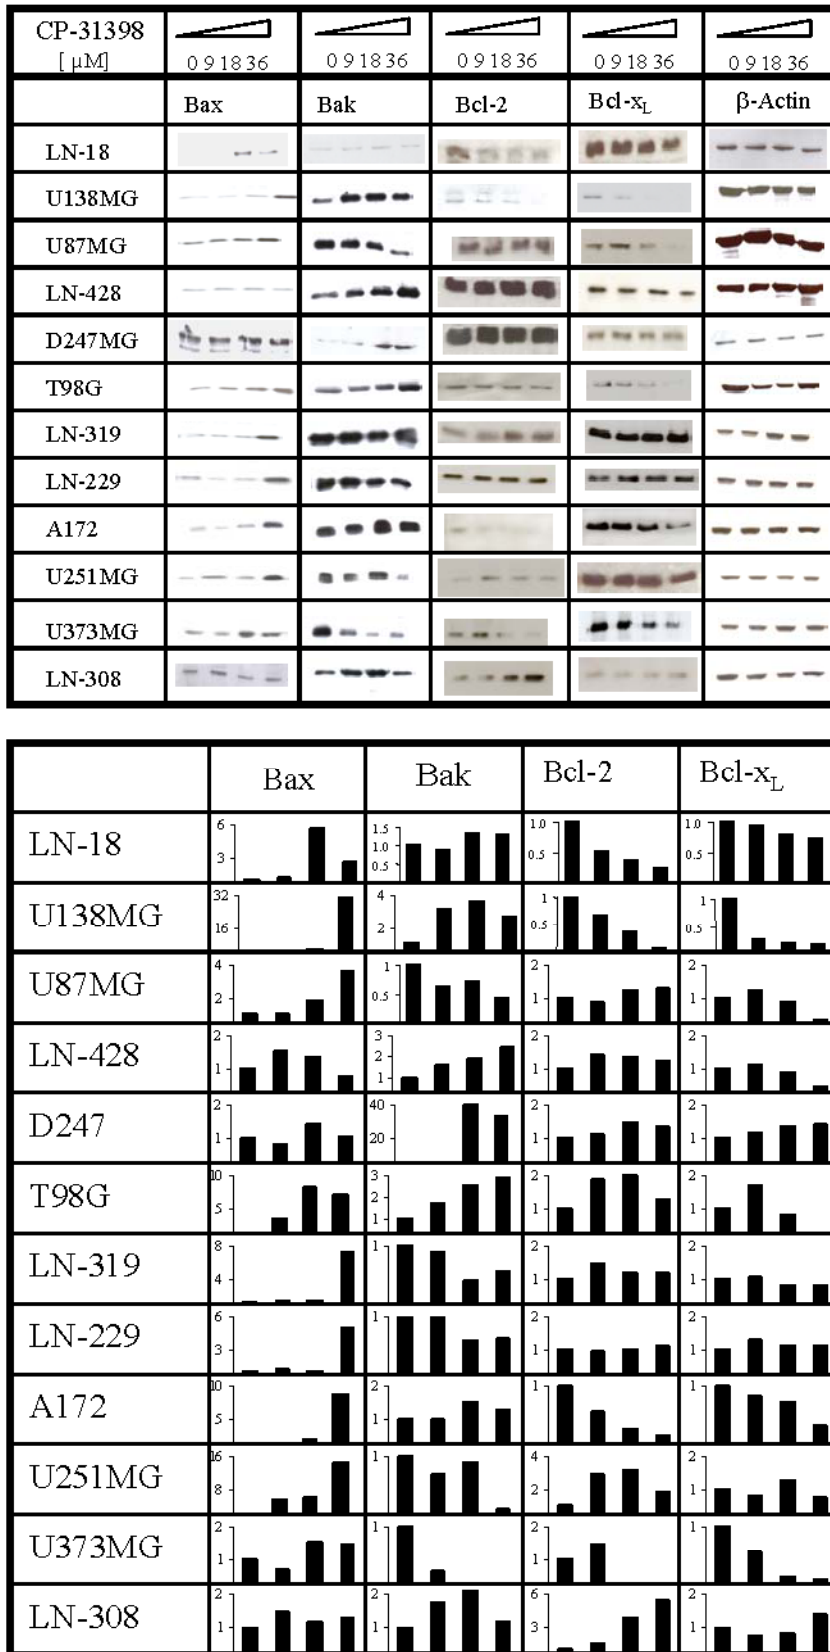 CP-31398
[ µM]
0 9 18 36 0 9 18 36 0 9 18 36 0 9 18 36 0 9 18 36
Bax Bak Bcl-2 Bcl-xL β-Actin
LN-18
U138MG
U87MG
LN-428
D247MG
T98G
LN-319
LN-229
A172
U251MG
U373MG
LN-308
Bax Bak Bcl-2 Bcl-xL
LN-18
6 3 1.5 1.0 0.5 1.0 0.5 1.0 0.5
U138MG
32 16 4 2 1 0.5 1 0.5
U87MG
4 2 1 0.5 2 1 2 1
LN-428
2 1 3 2 1 2 1 2 1
D247
2 1 40 20 2 1 2 1
T98G
10 5 3 2 1 2 1 2 1
LN-319
8 4 1 2 1 2 1
LN-229
6 3 1 2 1 2 1
A172
10 5 2 1 1 1
U251MG
16 8 1 4 2 2 1
U373MG
2 1 1 2 1 1
LN-308
2 1 2 1 6 3 2 1